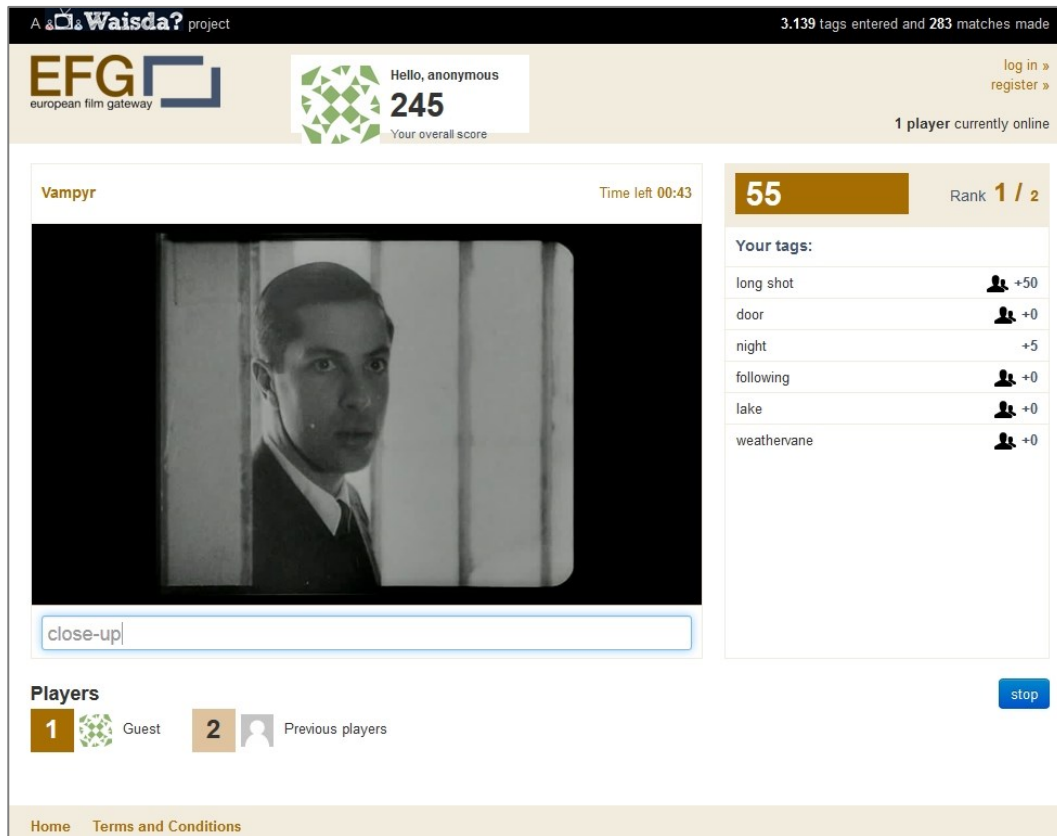 A & & Waisda? project
3.139 tags entered and 283 matches made
EFG
european film gateway
Hello, anonymous
245
Your overall score
log in »
register »
1 player currently online
Vampyr
Time left 00:43
55
Rank 1 / 2
Your tags:
long shot +50
door +0
night +5
following +0
lake +0
weathervane +0
close-up
Players
1 Guest 2 Previous players
stop
Home Terms and Conditions